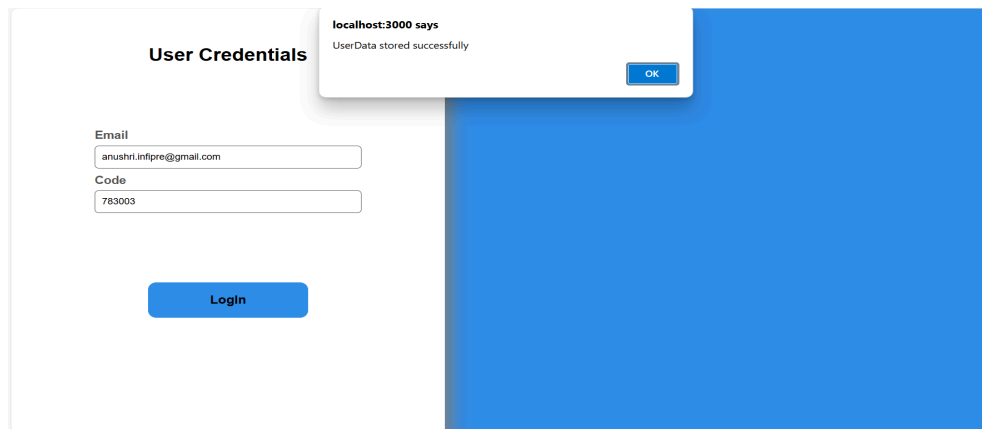 localhost:3000 says
UserData stored successfully
OK
User Credentials
Email
anushri.infipre@gmail.com
Code
783003
Login